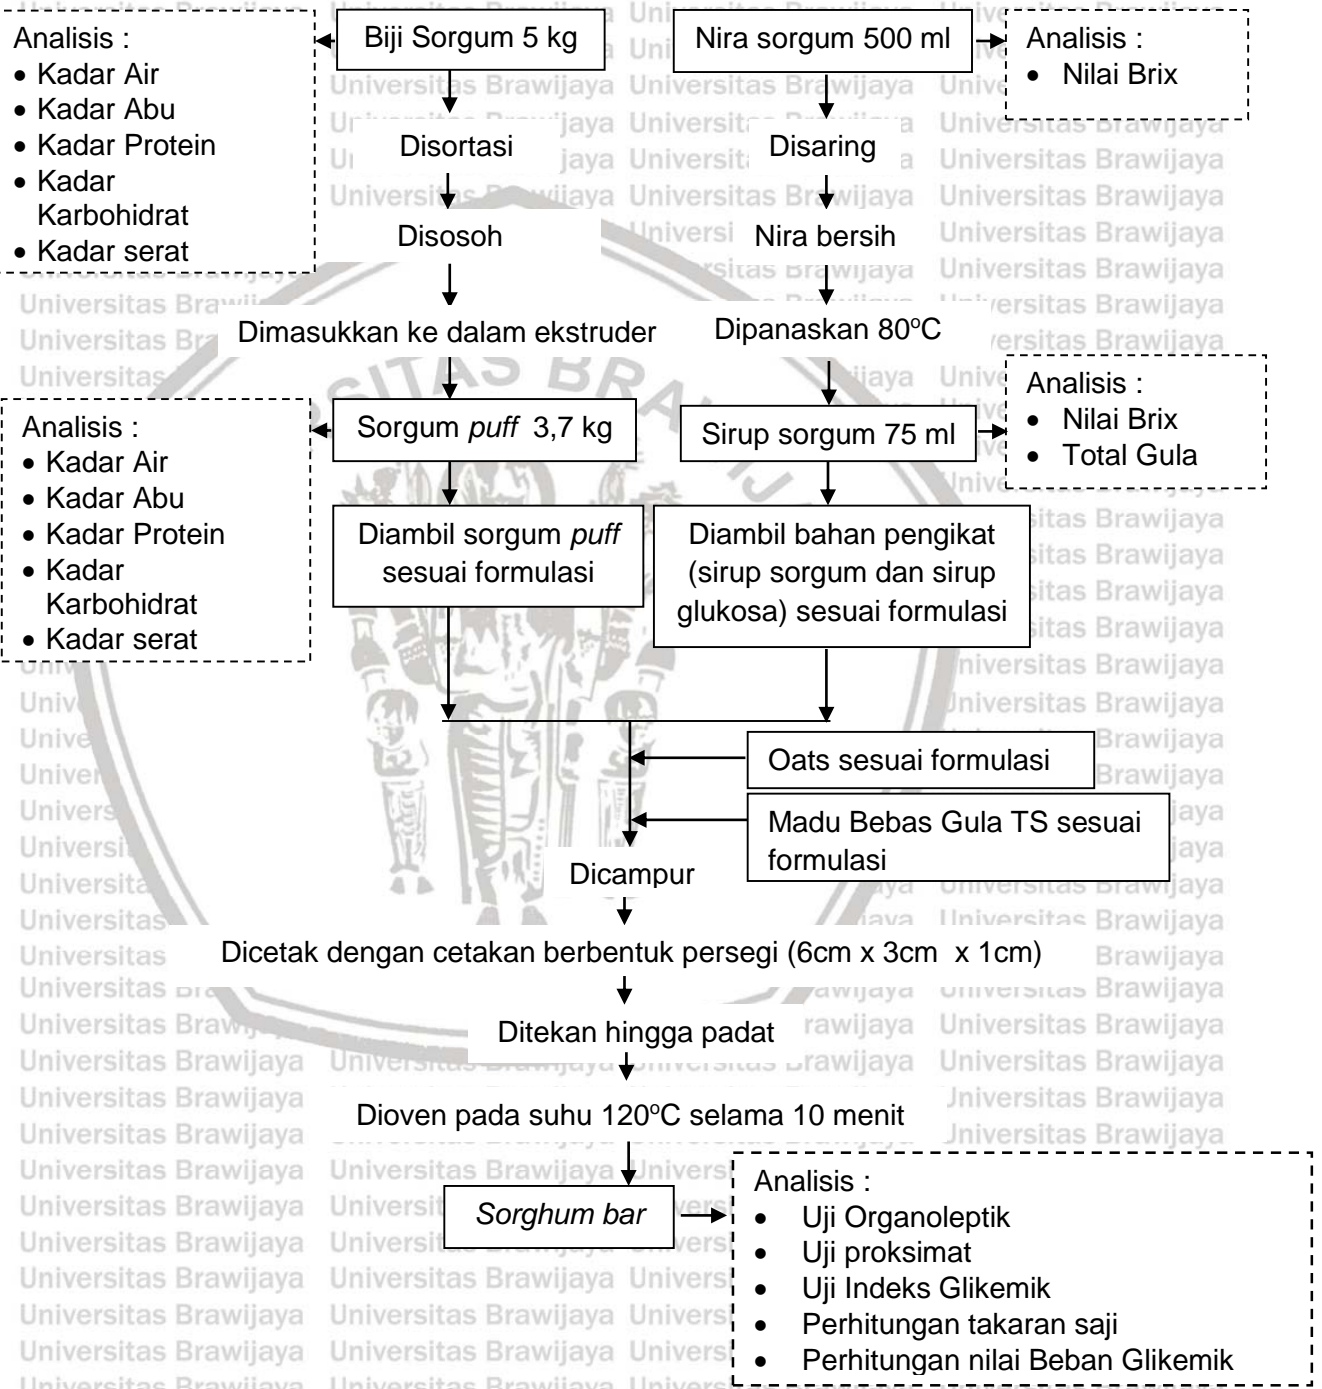 Analisis :
• Kadar Air
• Kadar Abu
• Kadar Protein
• Kadar
Karbohidrat
• Kadar serat
Biji Sorgum 5 kg
Disortasi
Disosoh
Dimasukkan ke dalam ekstruder
Sorgum puff 3,7 kg
Analisis :
• Kadar Air
• Kadar Abu
• Kadar Protein
• Kadar
Karbohidrat
• Kadar serat
Diambil sorgum puff
sesuai formulasi
Nira sorgum 500 ml
Analisis :
• Nilai Brix
Disaring
Nira bersih
Dipanaskan 80°C
Sirup sorgum 75 ml
Analisis :
• Nilai Brix
• Total Gula
Diambil bahan pengikat
(sirup sorgum dan sirup
glukosa) sesuai formulasi
Oats sesuai formulasi
Madu Bebas Gula TS sesuai
formulasi
Dicampur
Dicetak dengan cetakan berbentuk persegi (6cm x 3cm x 1cm)
Ditekan hingga padat
Dioven pada suhu 120°C selama 10 menit
Sorghum bar
Analisis :
• Uji Organoleptik
• Uji proksimat
• Uji Indeks Glikemik
• Perhitungan takaran saji
• Perhitungan nilai Beban Glikemik